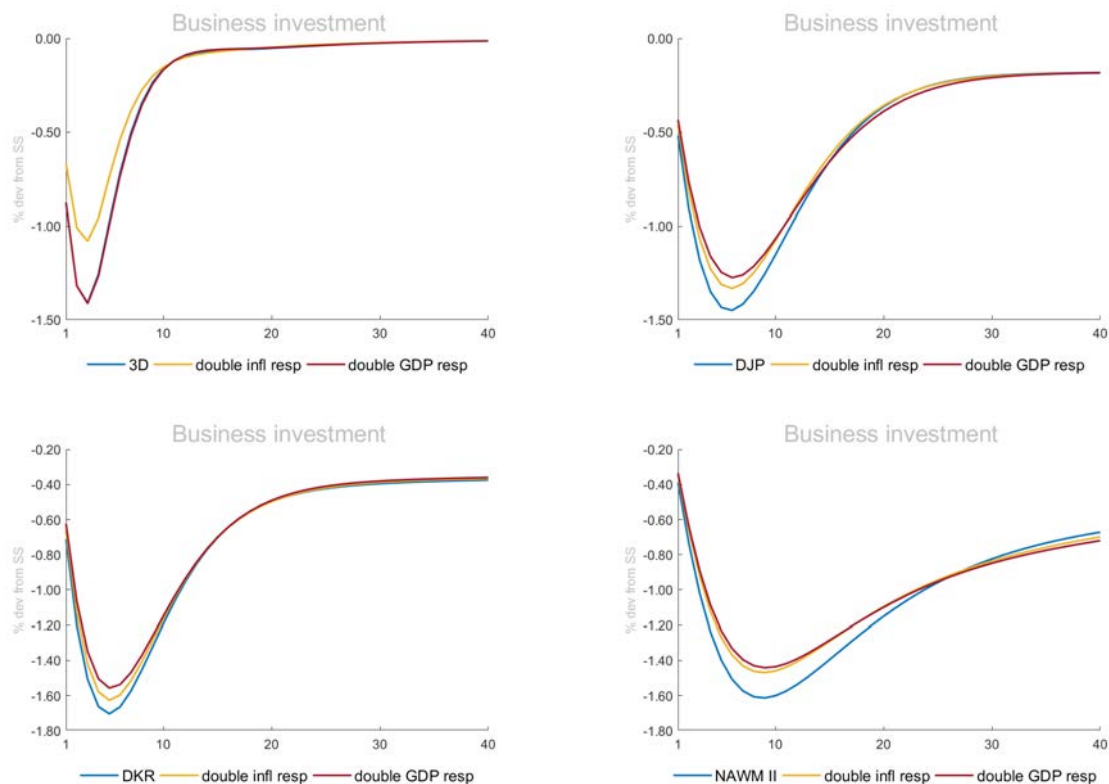 Business investment
0.00
-0.50
-1.00
-1.50
% dev from SS
1 10 20 30 40
3D double infl resp double GDP resp
Business investment
0.00
-0.50
-1.00
-1.50
% dev from SS
1 10 20 30 40
DJP double infl resp double GDP resp
Business investment
-0.20
-0.40
-0.60
-0.80
-1.00
-1.20
-1.40
-1.60
-1.80
% dev from SS
1 10 20 30 40
DKR double infl resp double GDP resp
Business investment
-0.20
-0.40
-0.60
-0.80
-1.00
-1.20
-1.40
-1.60
-1.80
% dev from SS
1 10 20 30 40
NAWM II double infl resp double GDP resp